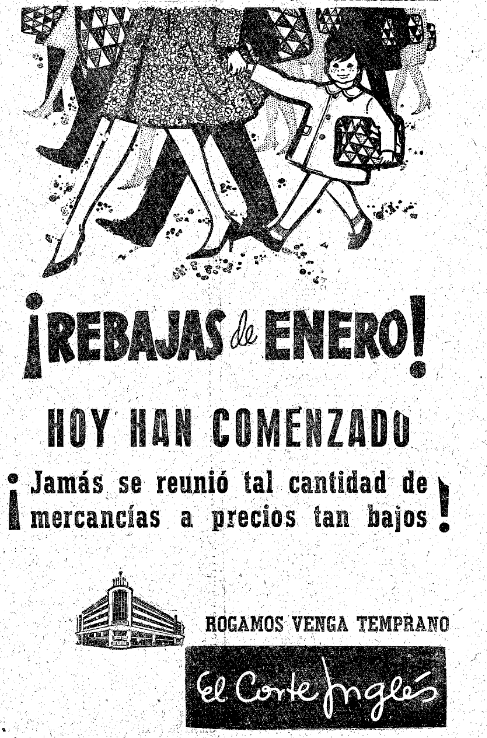 ¡REBAJAS de ENERO!
HOY HAN COMENZADO
¡Jamás se reunió tal cantidad de
mercancías a precios tan bajos!
ROGAMOS VENGA TEMPRANO
El Corte Inglés